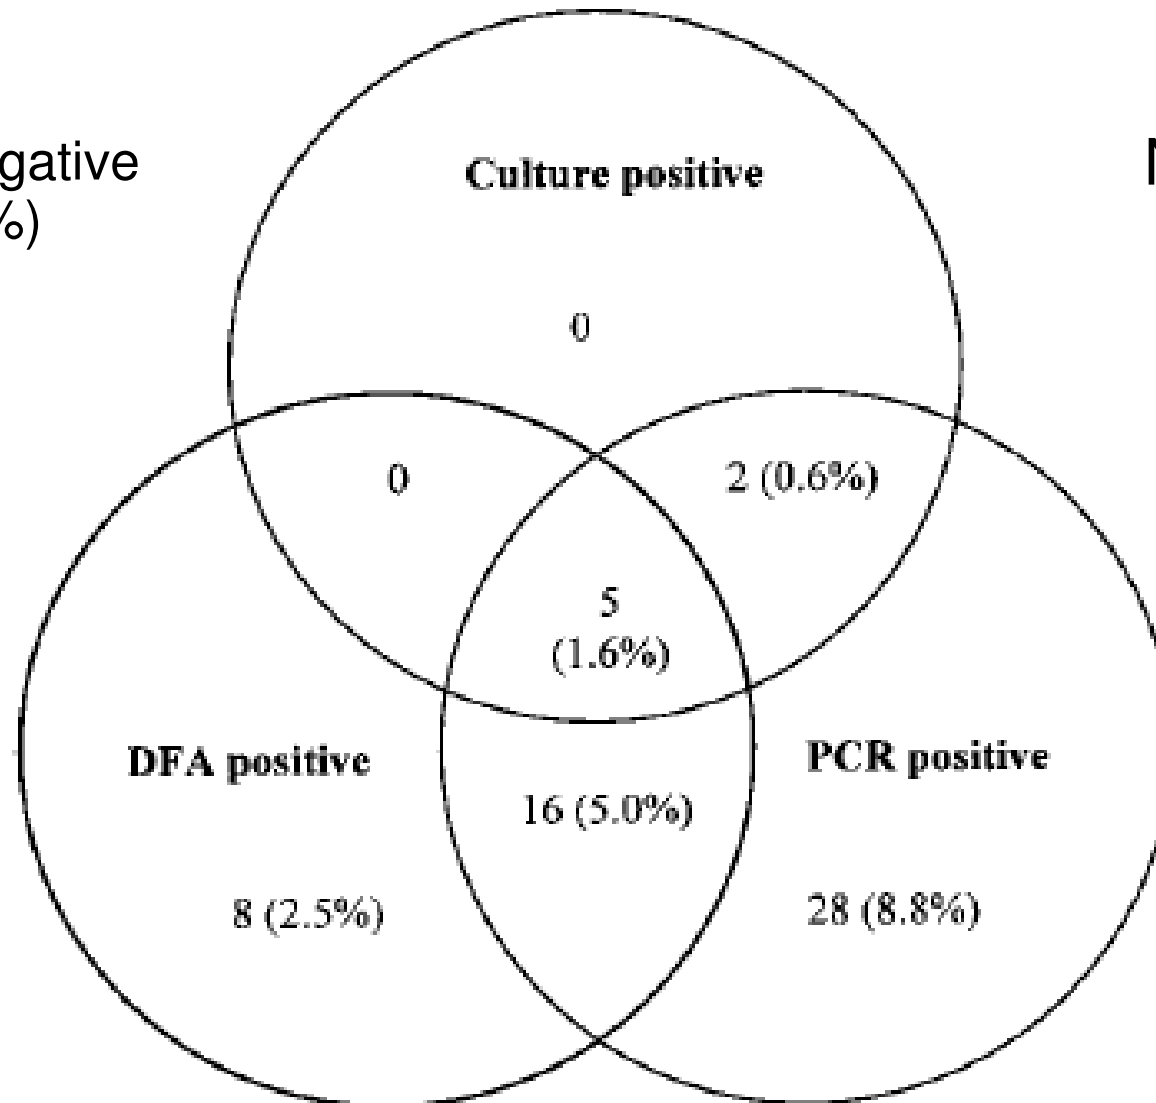 gative
%)
Culture positive
0
0
2 (0.6%)
5
(1.6%)
DFA positive
PCR positive
16 (5.0%)
8 (2.5%)
28 (8.8%)